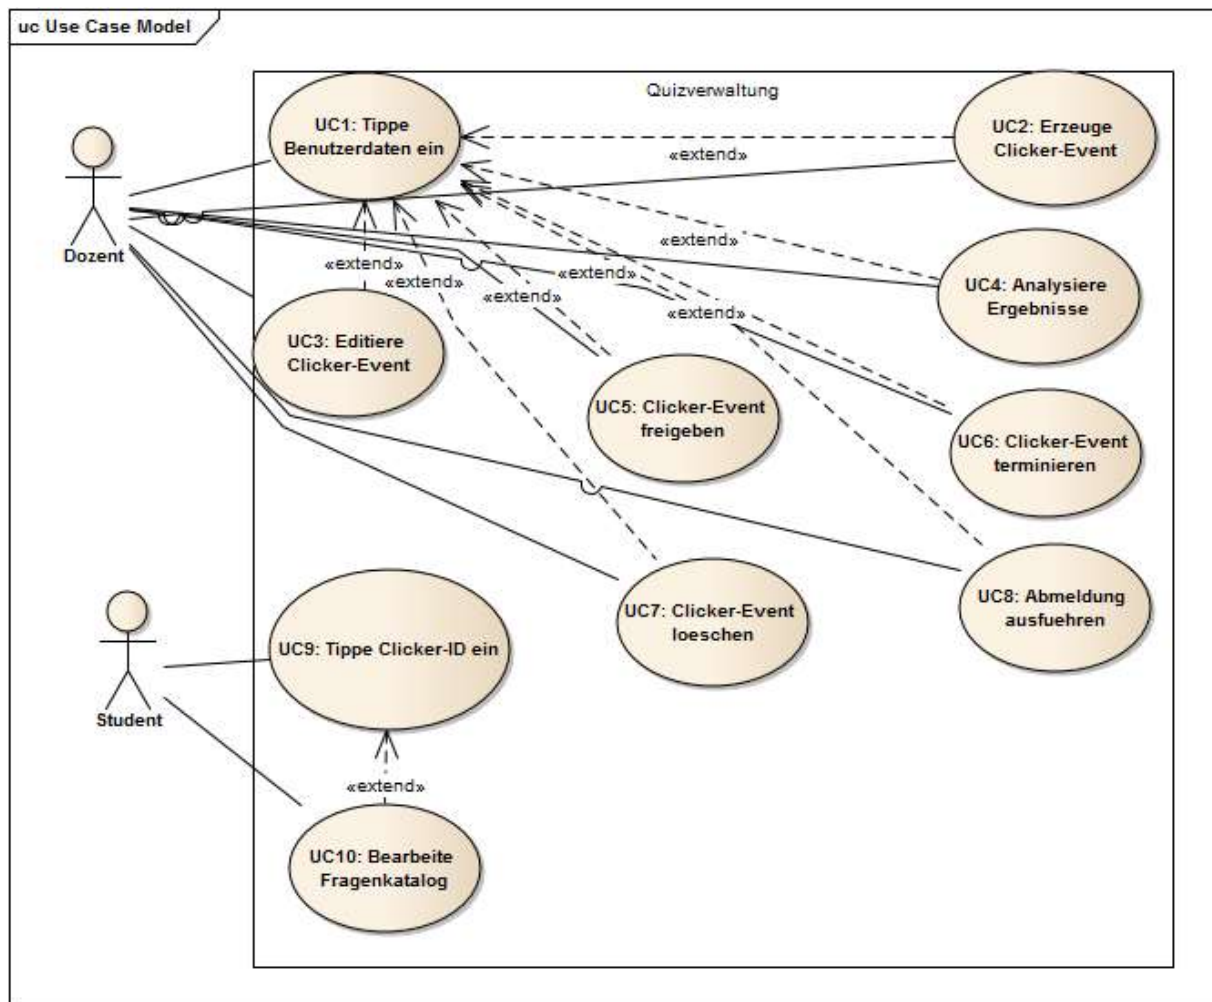 uc Use Case Model
Quizverwaltung
UC1: Tippe
Benutzerdaten ein
UC2: Erzeuge
Clicker-Event
«extend»
Dozent
«extend»
«extend»
«extend»
«extend»
«extend»
«extend»
UC4: Analysiere
Ergebnisse
UC3: Editiere
Clicker-Event
UC5: Clicker-Event
freigeben
UC6: Clicker-Event
terminieren
UC7: Clicker-Event
loeschen
UC8: Abmeldung
ausfuehren
UC9: Tippe Clicker-ID ein
Student
«extend»
UC10: Bearbeite
Fragenkatalog